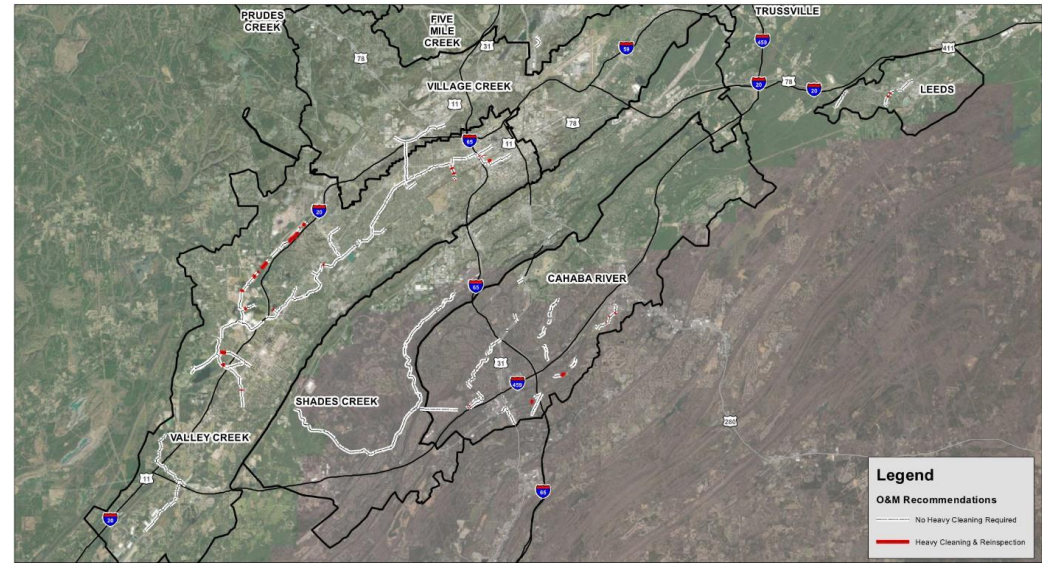 PRUDES
CREEK
FIVE
MILE
CREEK
TRUSSVILLE
31
59
459
411
78
VILLAGE CREEK
20
78
20
LEEDS
11
78
65
11
20
CAHABA RIVER
65
31
459
SHADES CREEK
280
VALLEY CREEK
11
65
20
Legend
O&M Recommendations
No Heavy Cleaning Required
Heavy Cleaning & Reinspection